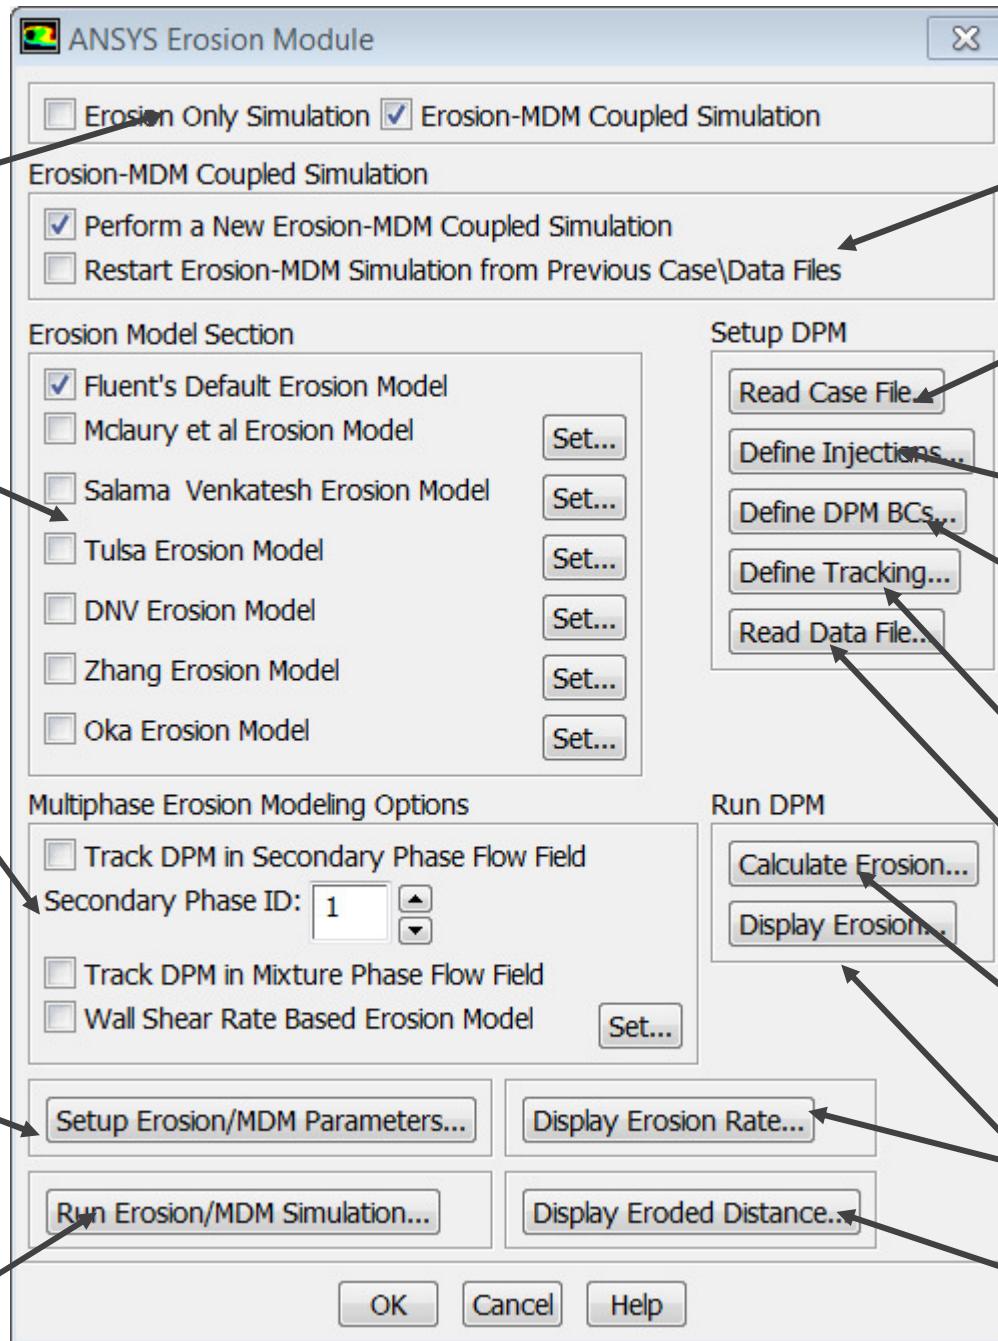 ANSYS Erosion Module
Erosion Only Simulation Erosion-MDM Coupled Simulation
Erosion-MDM Coupled Simulation
Perform a New Erosion-MDM Coupled Simulation
Restart Erosion-MDM Simulation from Previous Case\Data Files
Erosion Model Section
Fluent's Default Erosion Model
Mclaury et al Erosion Model Set...
Salama Venkatesh Erosion Model Set...
Tulsa Erosion Model Set...
DNV Erosion Model Set...
Zhang Erosion Model Set...
Oka Erosion Model Set...
Setup DPM
Read Case File...
Define Injections...
Define DPM BCs...
Define Tracking...
Read Data File...
Multiphase Erosion Modeling Options
Track DPM in Secondary Phase Flow Field
Secondary Phase ID: 1
Track DPM in Mixture Phase Flow Field
Wall Shear Rate Based Erosion Model Set...
Run DPM
Calculate Erosion...
Display Erosion...
Setup Erosion/MDM Parameters... Display Erosion Rate...
Run Erosion/MDM Simulation... Display Eroded Distance...
OK Cancel Help